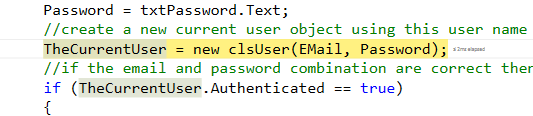 Password = txtPassword.Text;
//create a new current user object using this user name
TheCurrentUser = new clsUser(EMail, Password); ≤ 2ms elapsed
//if the email and password combination are correct then
if (TheCurrentUser.Authenticated == true)
{